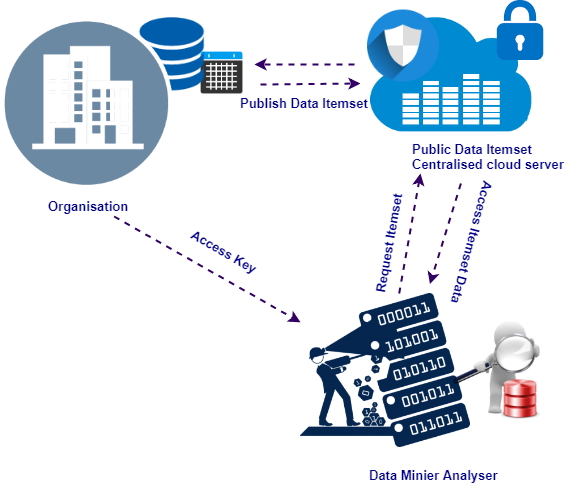 Publish Data Itemset
Public Data Itemset
Centralised cloud server
Organisation
Access Key
Request Itemset
Access Itemset Data
000011
101001
010110
001011
011011
Data Minier Analyser